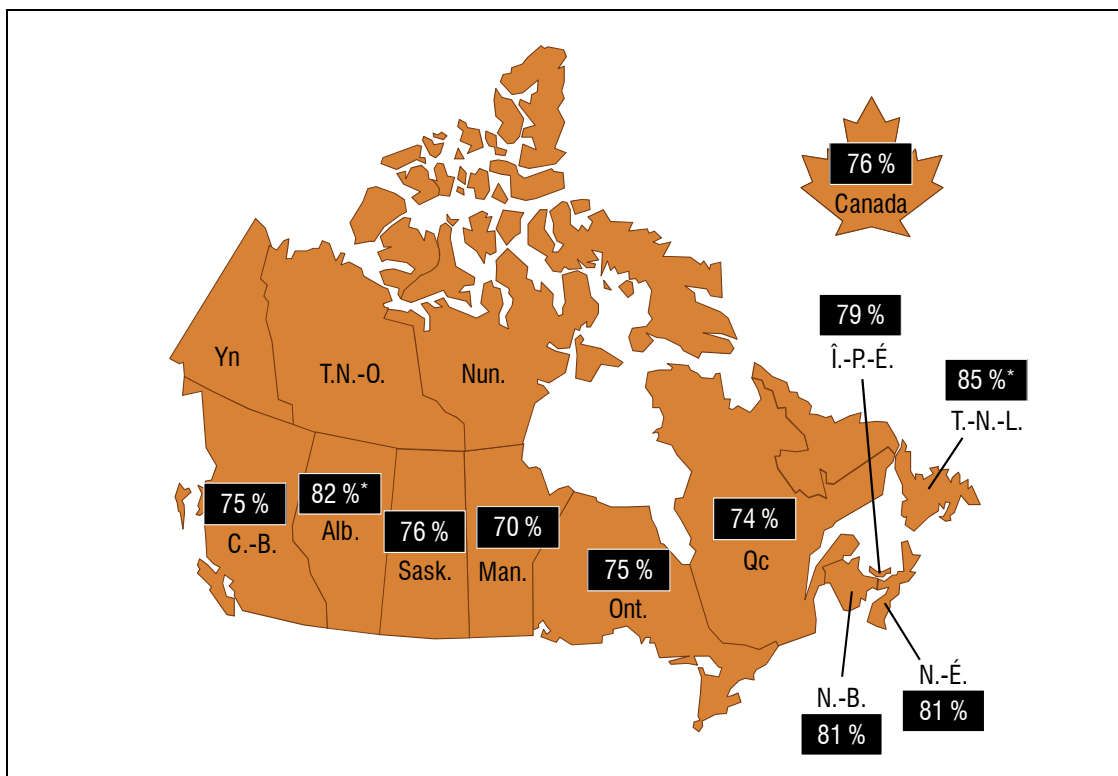 76 %
Canada
79 %
Î.-P.-É.
85 %*
T.-N.-L.
Yn
T.N.-O.
Nun.
75 %
C.-B.
82 %*
Alb.
76 %
Sask.
70 %
Man.
75 %
Ont.
74 %
Qc
N.-B.
81 %
N.-É.
81 %